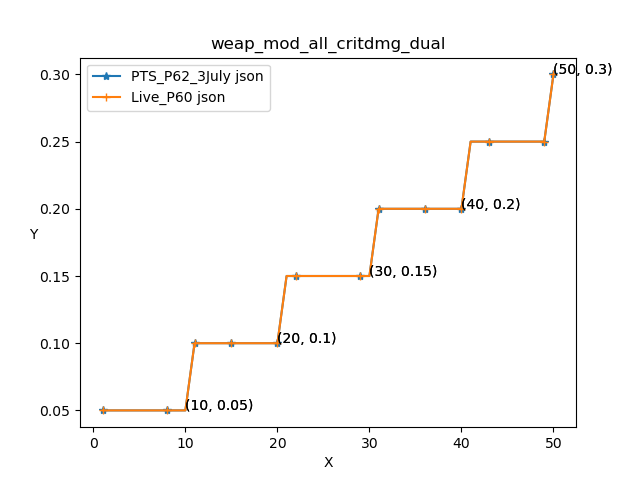 weap_mod_all_critdmg_dual
PTS_P62_3July json
Live_P60 json
(50, 0.3)
(40, 0.2)
(30, 0.15)
(20, 0.1)
(10, 0.05)
0.30
0.25
0.20
0.15
0.10
0.05
Y
0 10 20 30 40 50
X